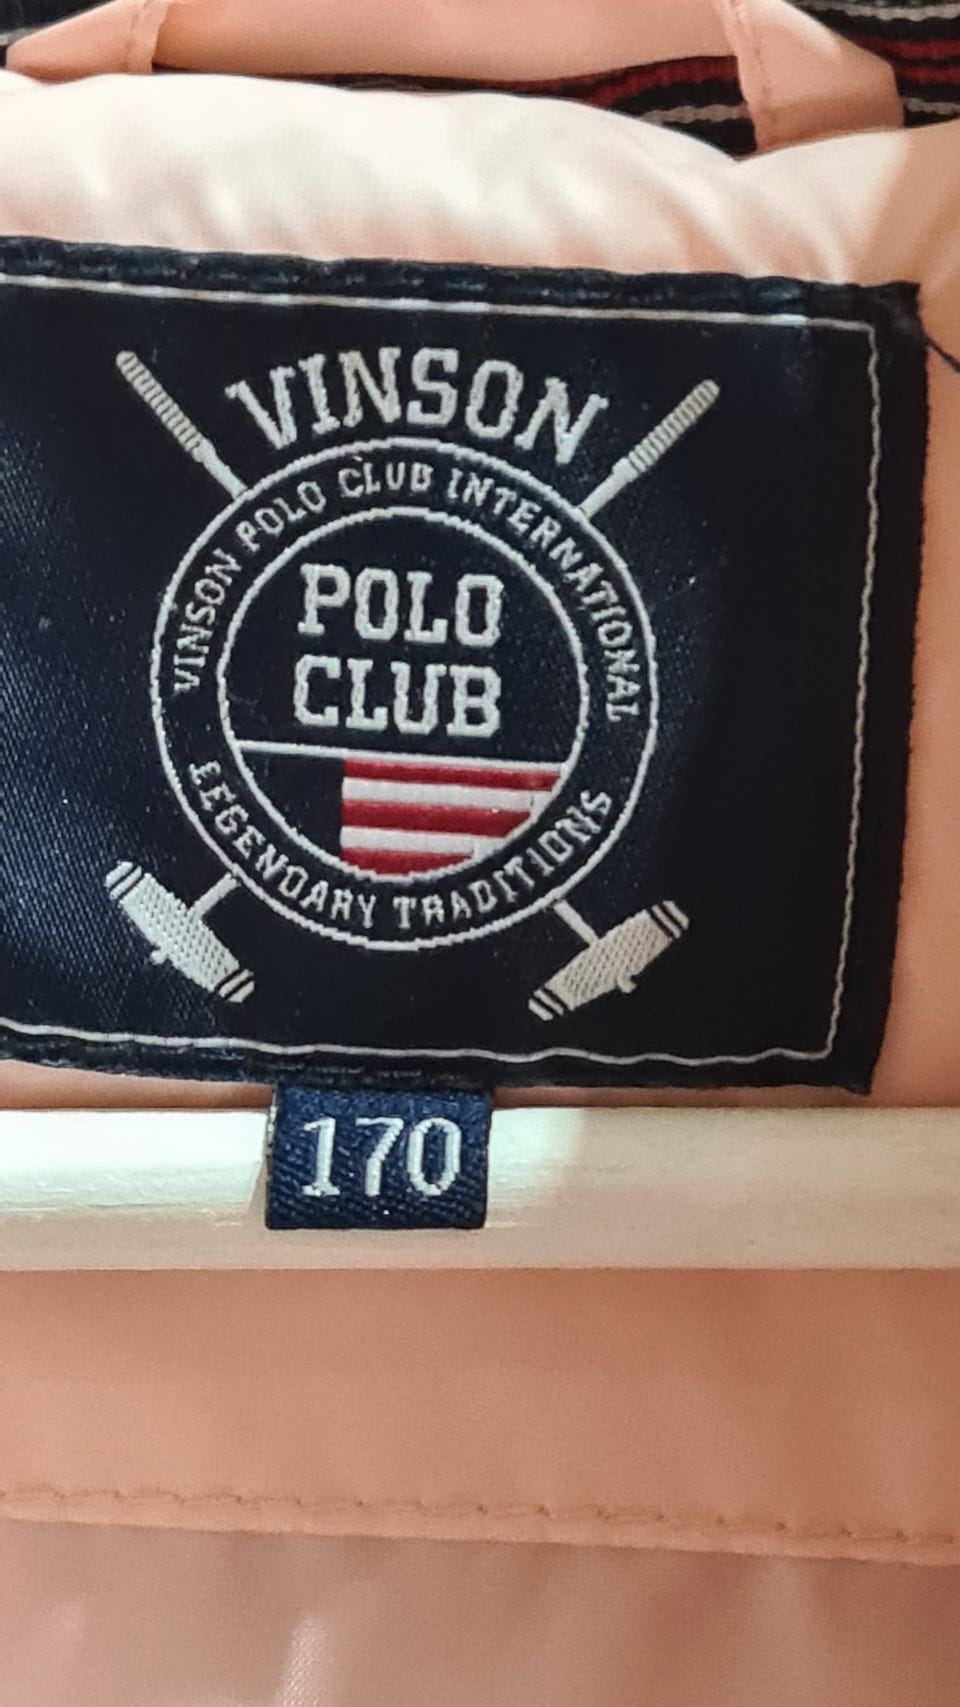 VINSON
VINSON POLO CLUB INTERNATIONAL
POLO
CLUB
LEGENDARY TRADITIONS
170